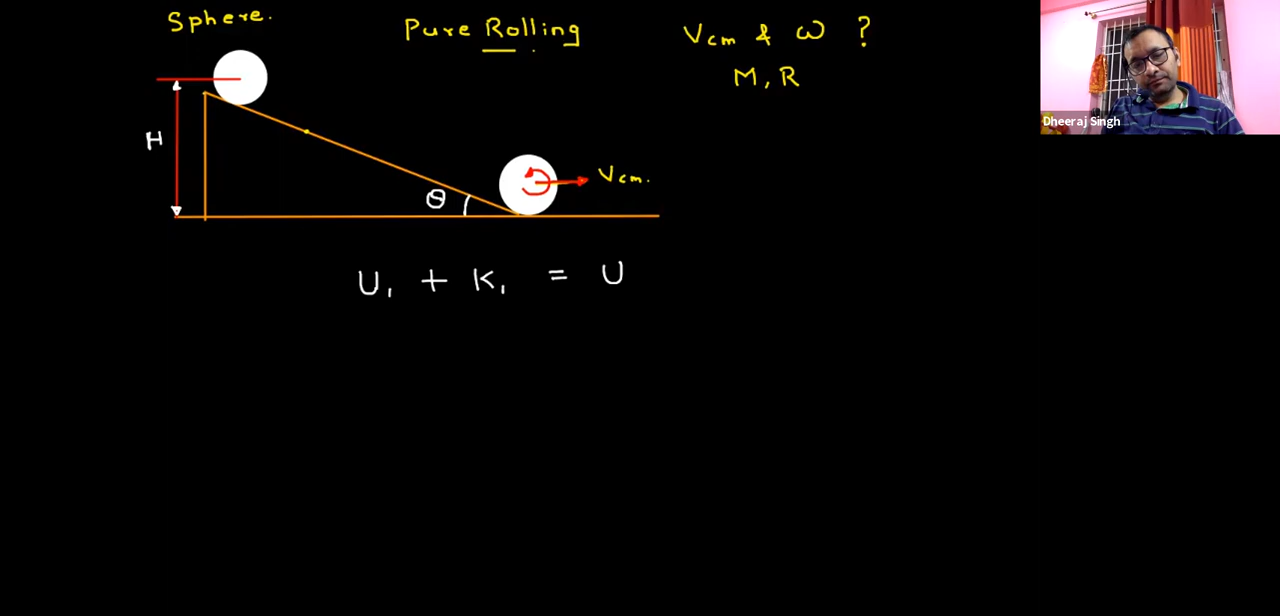 Sphere.
Pure Rolling
Vcm & ω ?
M, R
H
θ
Vcm.
U₁ + K₁ = U
Dheeraj Singh